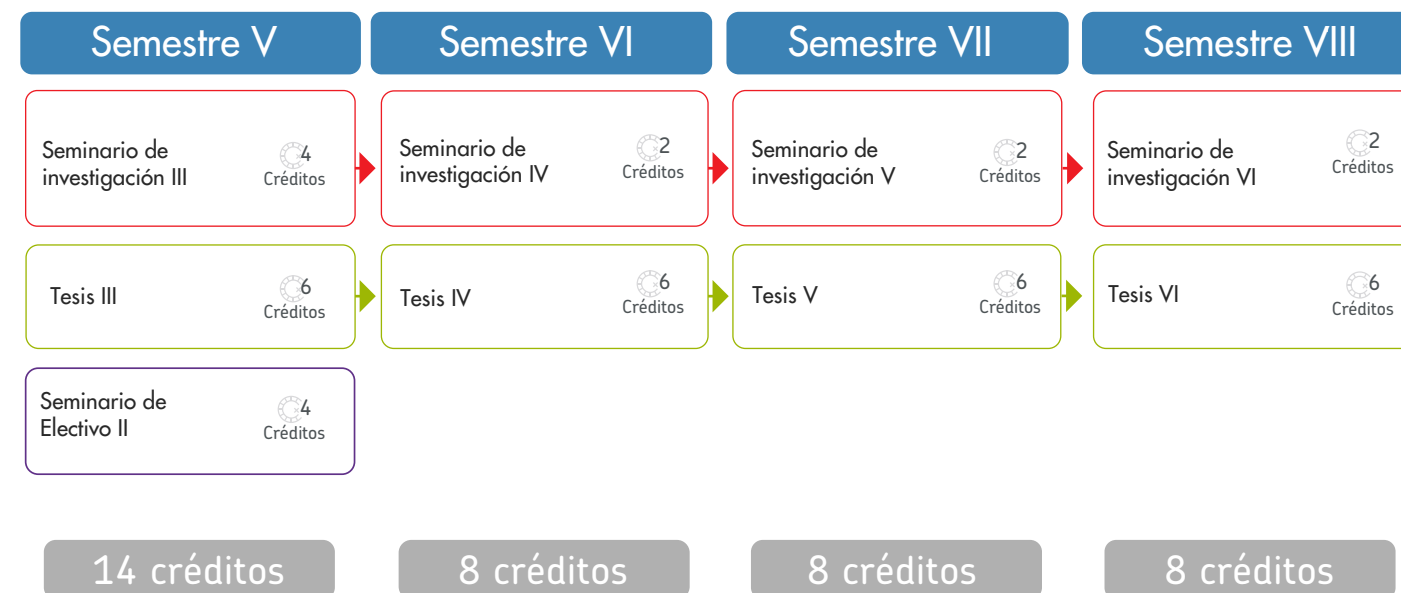 Semestre V
Semestre VI
Semestre VII
Semestre VIII
Seminario de
investigación III
4
Créditos
Seminario de
investigación IV
2
Créditos
Seminario de
investigación V
2
Créditos
Seminario de
investigación VI
2
Créditos
Tesis III
6
Créditos
Tesis IV
6
Créditos
Tesis V
6
Créditos
Tesis VI
6
Créditos
Seminario de
Electivo II
4
Créditos
14 créditos
8 créditos
8 créditos
8 créditos